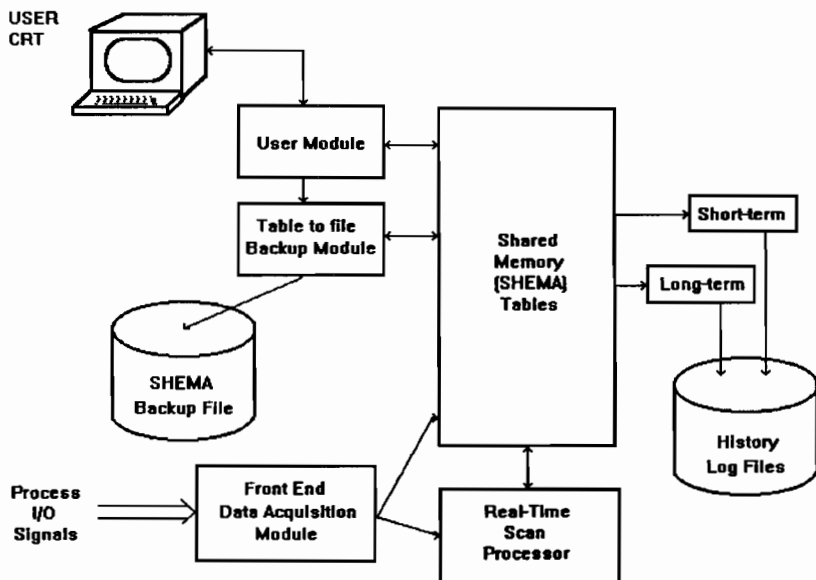 USER
CRT
User Module
Table to file
Backup Module
Shared
Memory
(SHEMA)
Tables
Short-term
Long-term
SHEMA
Backup File
History
Log Files
Process
I/O
Signals
Front End
Data Acquisition
Module
Real-Time
Scan
Processor